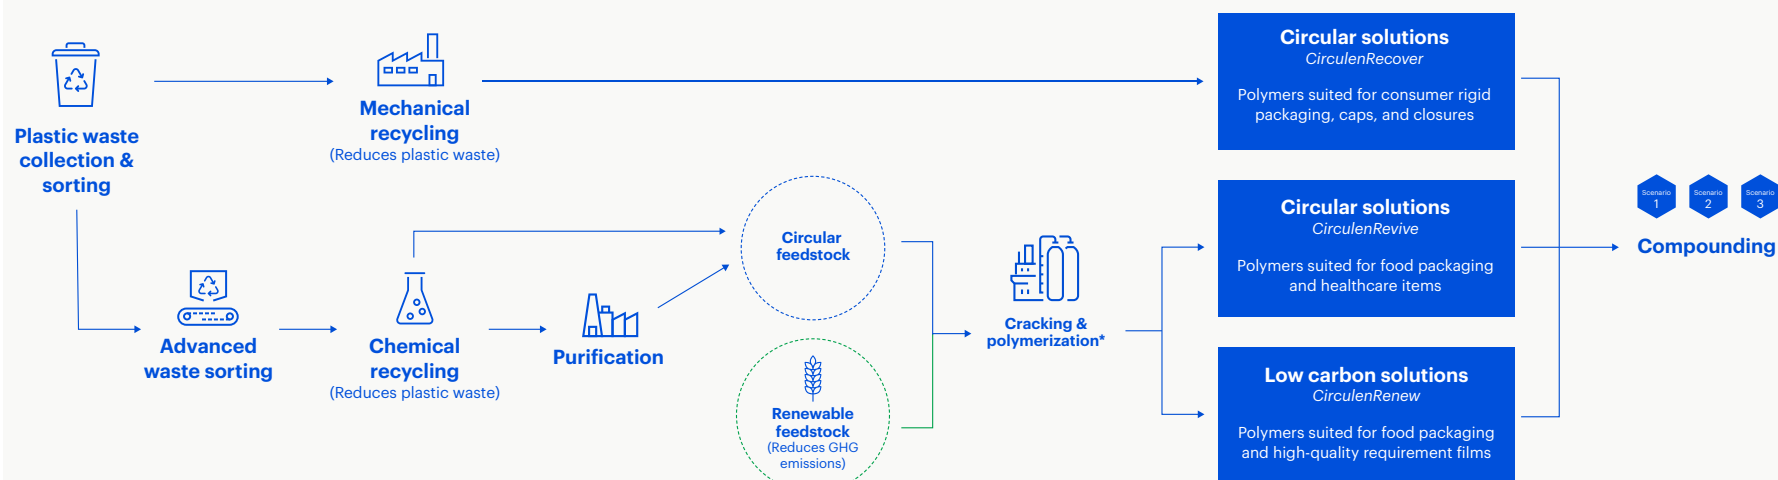 Plastic waste
collection &
sorting
Mechanical
recycling
(Reduces plastic waste)
Advanced
waste sorting
Chemical
recycling
(Reduces plastic waste)
Purification
Circular
feedstock
Renewable
feedstock
(Reduces GHG
emissions)
Cracking &
polymerization*
Circular solutions
CirculenRecover
Polymers suited for consumer rigid
packaging, caps, and closures
Circular solutions
CirculenRevive
Polymers suited for food packaging
and healthcare items
Low carbon solutions
CirculenRenew
Polymers suited for food packaging
and high-quality requirement films
Scenario
1
Scenario
2
Scenario
3
Compounding